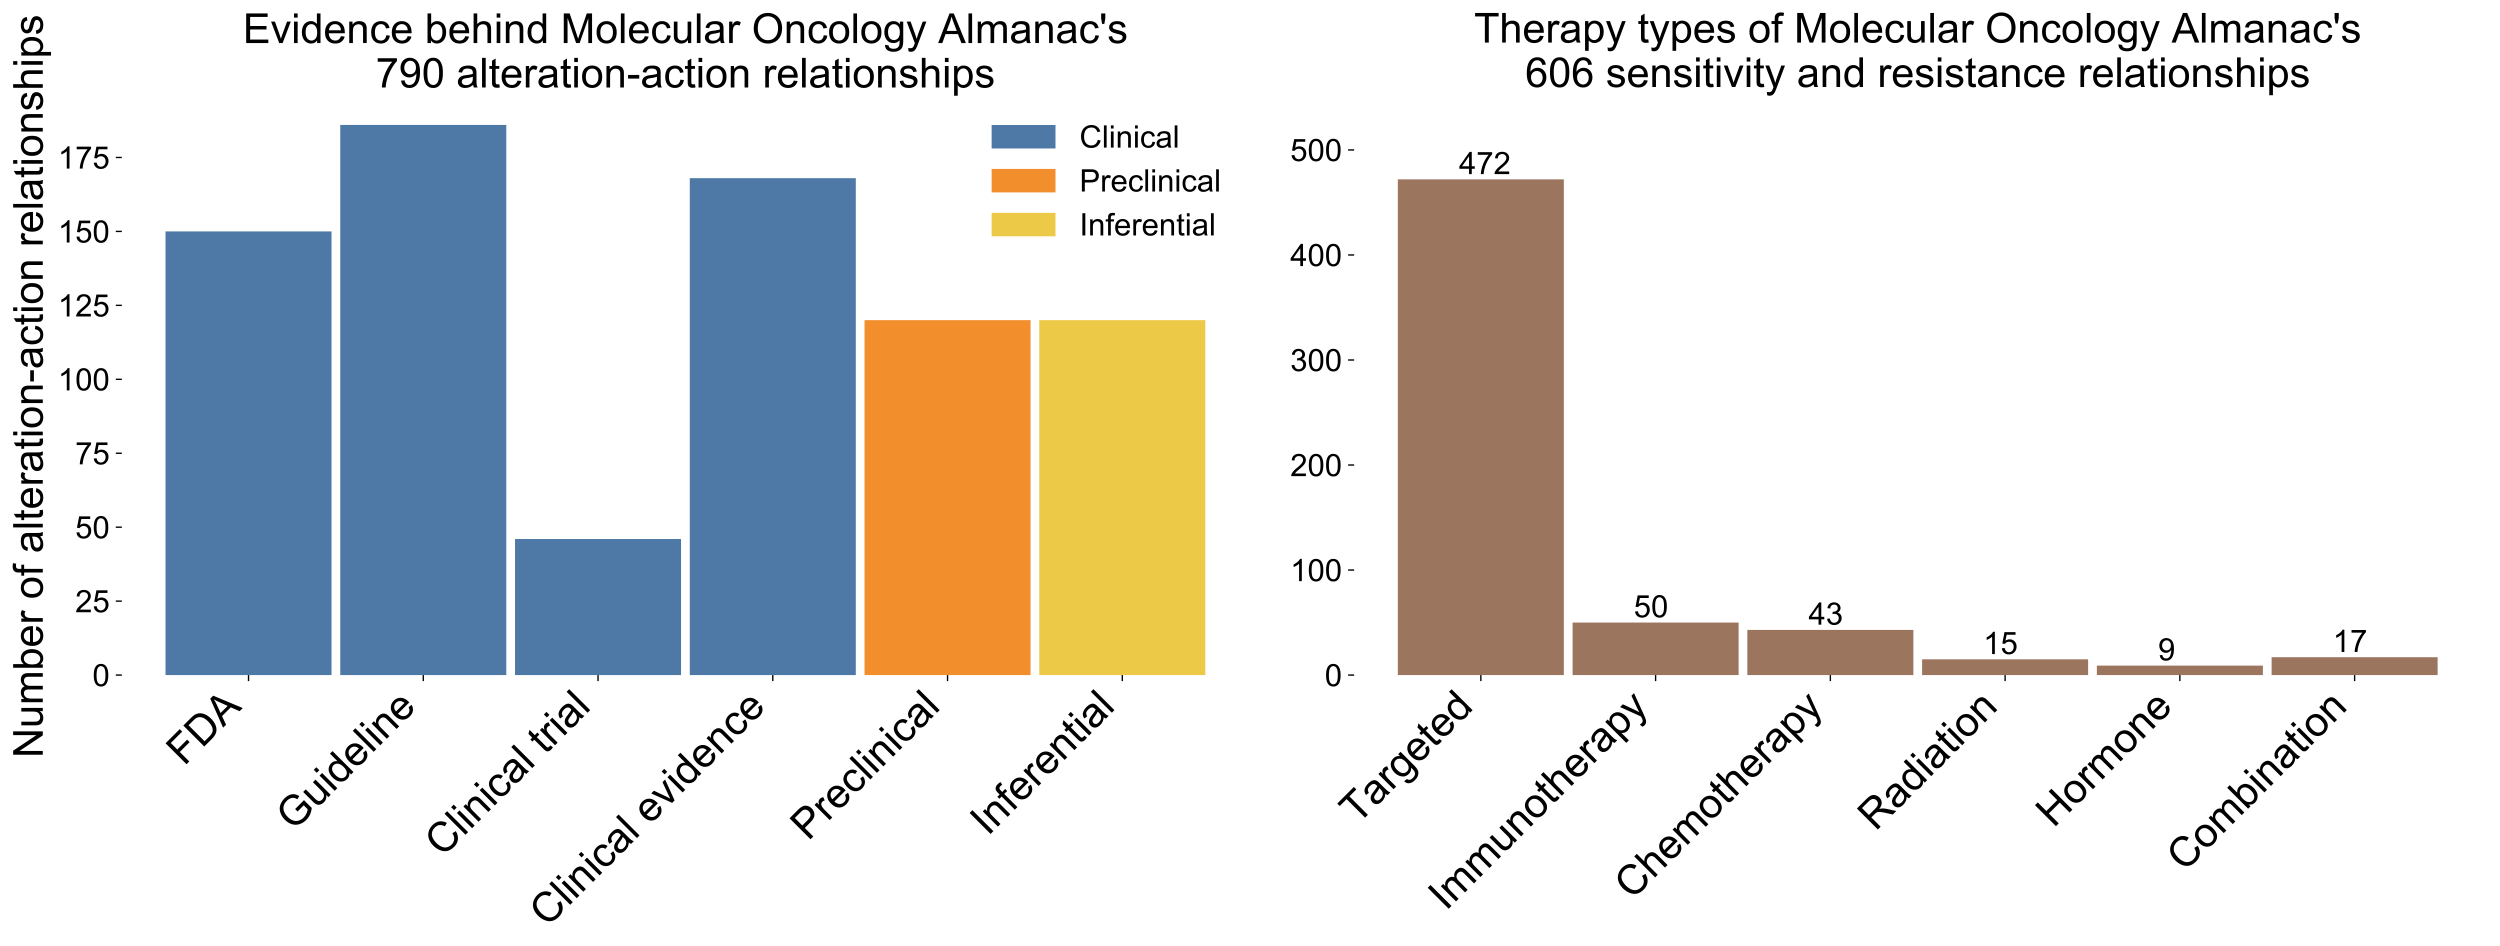 Evidence behind Molecular Oncology Almanac's
790 alteration-action relationships
Number of alteration-action relationships
175
150
125
100
75
50
25
0
Clinical
Preclinical
Inferential
FDA
Guideline
Clinical trial
Clinical evidence
Preclinical
Inferential
Therapy types of Molecular Oncology Almanac's
606 sensitivity and resistance relationships
500
400
300
200
100
0
472
50
43
15
9
17
Targeted
Immunotherapy
Chemotherapy
Radiation
Hormone
Combination